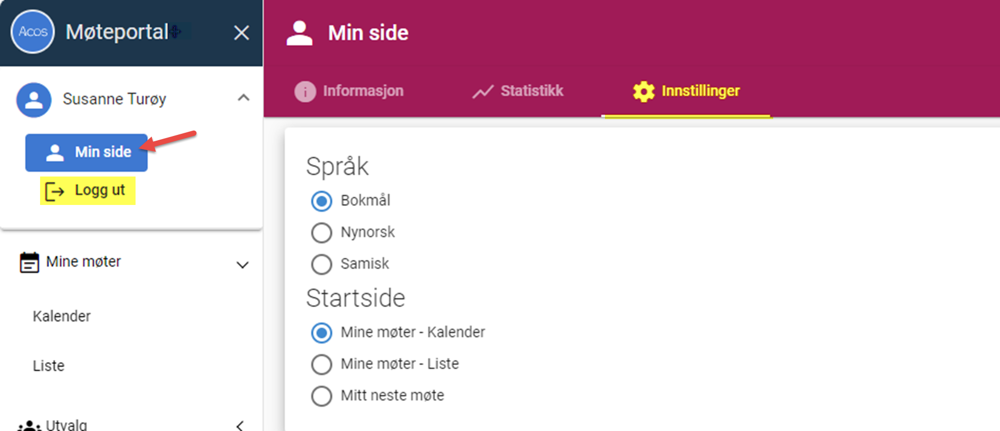 Acos
Møteportal
Susanne Turøy
Min side
Logg ut
Mine møter
Kalender
Liste
Utvalg
Min side
Informasjon
Statistikk
Innstillinger
Språk
Bokmål
Nynorsk
Samisk
Startside
Mine møter - Kalender
Mine møter - Liste
Mitt neste møte